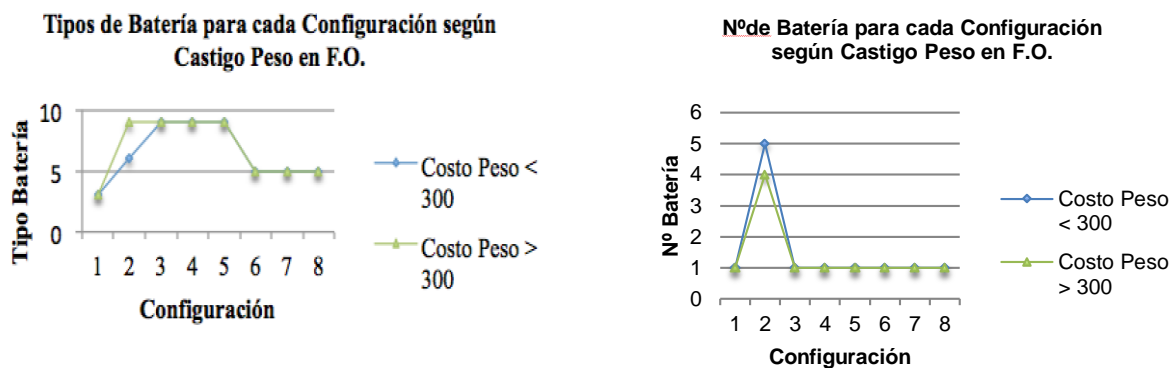 Tipos de Batería para cada Configuración según
Castigo Peso en F.O.
10
5
0
Tipo Batería
1 2 3 4 5 6 7 8
Configuración
Costo Peso <
300
Costo Peso >
300
Nºde Batería para cada Configuración
según Castigo Peso en F.O.
6
5
4
3
2
1
0
Nº Batería
1 2 3 4 5 6 7 8
Configuración
Costo Peso
< 300
Costo Peso
> 300